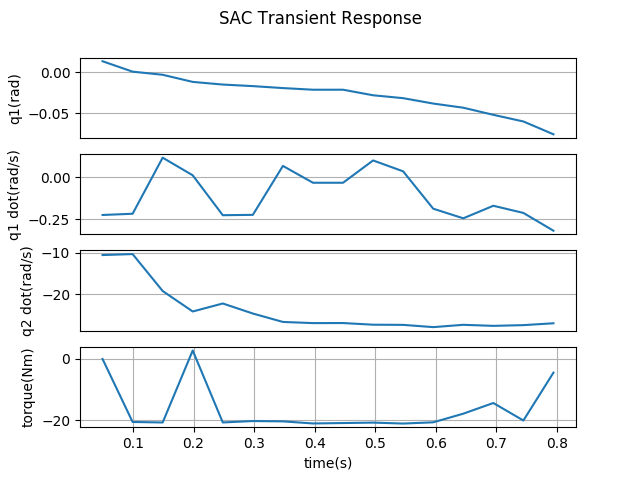 SAC Transient Response
q1(rad)
0.00
−0.05
q1 dot(rad/s)
0.00
−0.25
q2 dot(rad/s)
−10
−20
torque(Nm)
0
−20
0.1 0.2 0.3 0.4 0.5 0.6 0.7 0.8
time(s)